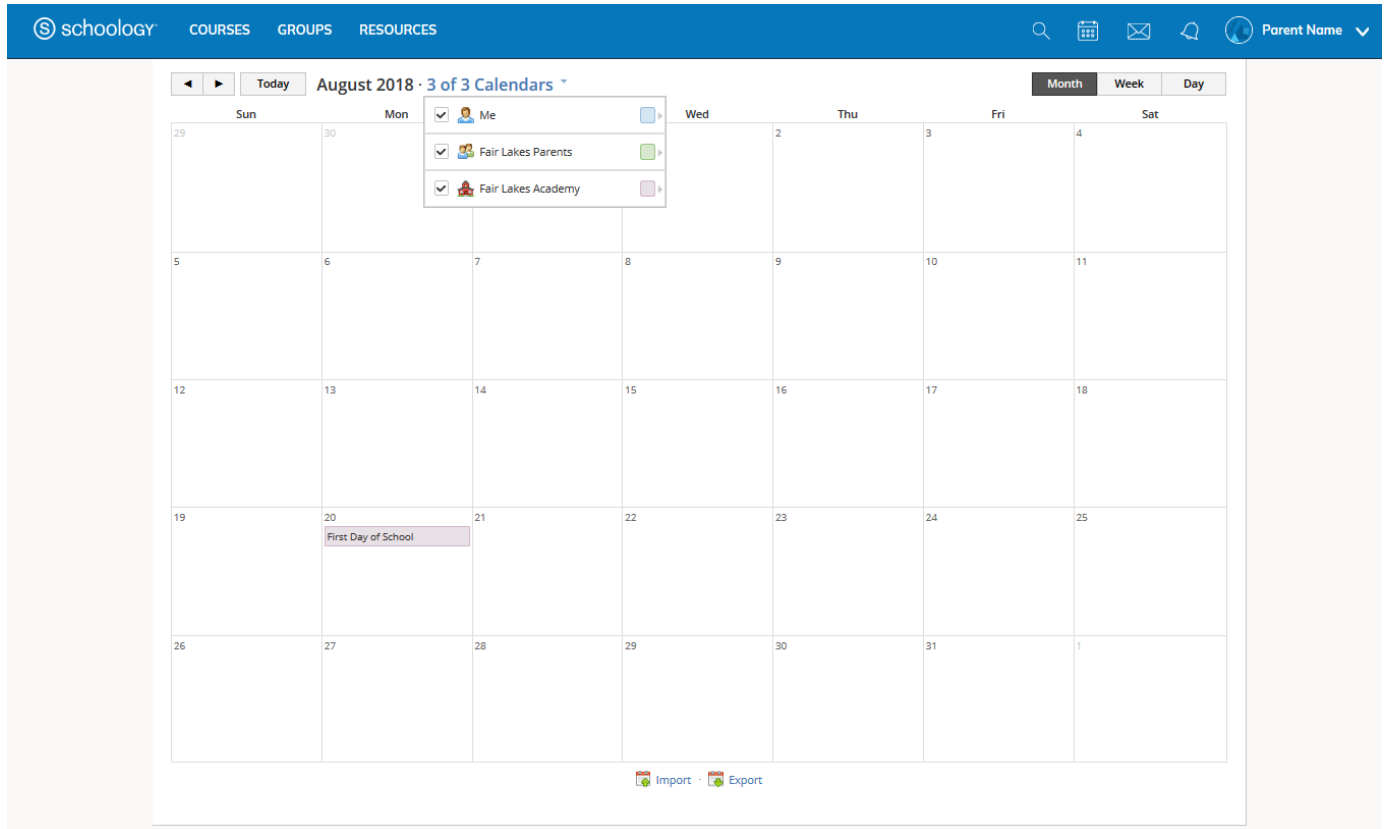 schoology COURSES GROUPS RESOURCES Parent Name
Today August 2018 · 3 of 3 Calendars Month Week Day
Sun Mon Wed Thu Fri Sat
Me
Fair Lakes Parents
Fair Lakes Academy
29 30 2 3 4
5 6 7 8 9 10 11
12 13 14 15 16 17 18
19 20 21 22 23 24 25
First Day of School
26 27 28 29 30 31 1
Import · Export